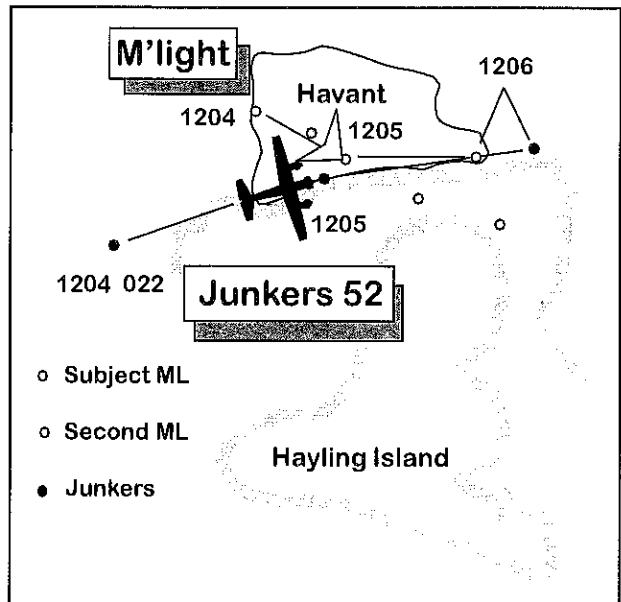 M'light
1206
Havant
1204
1205
1205
1204 022
Junkers 52
Subject ML
Second ML
Hayling Island
Junkers